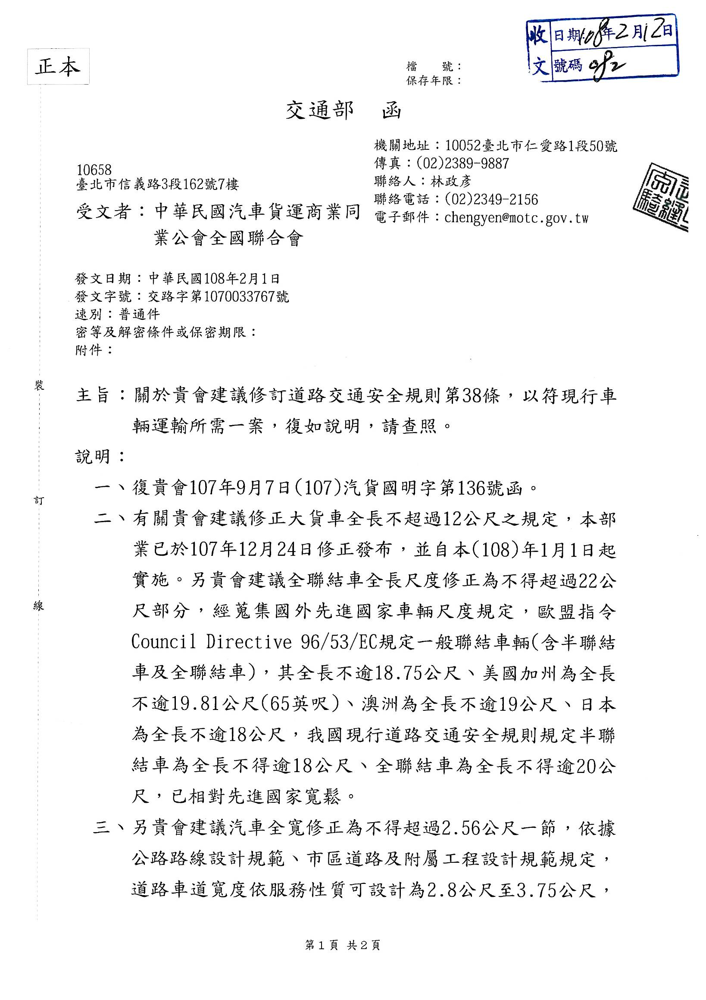 收文
日期:108年2月12日
號碼 082
正本
檔　　號：
保存年限：
交通部　函
機關地址：10052臺北市仁愛路1段50號
傳真：(02)2389-9887
聯絡人：林政彥
聯絡電話：(02)2349-2156
電子郵件：chengyen@motc.gov.tw
10658
臺北市信義路3段162號7樓
受文者：中華民國汽車貨運商業同
業公會全國聯合會
發文日期：中華民國108年2月1日
發文字號：交路字第1070033767號
速別：普通件
密等及解密條件或保密期限：
附件：
主旨：關於貴會建議修訂道路交通安全規則第38條，以符現行車
輛運輸所需一案，復如說明，請查照。
說明：
一、復貴會107年9月7日(107)汽貨國明字第136號函。
二、有關貴會建議修正大貨車全長不超過12公尺之規定，本部
業已於107年12月24日修正發布，並自本(108)年1月1日起
實施。另貴會建議全聯結車全長尺度修正為不得超過22公
尺部分，經蒐集國外先進國家車輛尺度規定，歐盟指令
Council Directive 96/53/EC規定一般聯結車輛(含半聯結
車及全聯結車)，其全長不逾18.75公尺、美國加州為全長
不逾19.81公尺(65英呎)、澳洲為全長不逾19公尺、日本
為全長不逾18公尺，我國現行道路交通安全規則規定半聯
結車為全長不得逾18公尺、全聯結車為全長不得逾20公
尺，已相對先進國家寬鬆。
三、另貴會建議汽車全寬修正為不得超過2.56公尺一節，依據
公路路線設計規範、市區道路及附屬工程設計規範規定，
道路車道寬度依服務性質可設計為2.8公尺至3.75公尺，
裝
訂
線
第1頁 共2頁